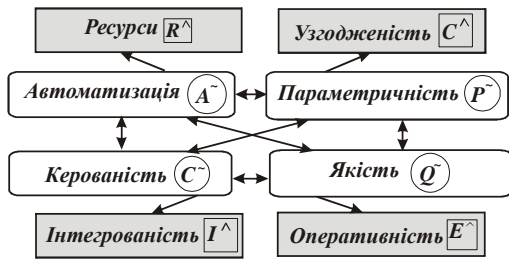 Ресурси R^
Узгодженість C^
Автоматизація A~
Параметричність P~
Керованість C~
Якість Q~
Інтегрованість I^
Оперативність E^